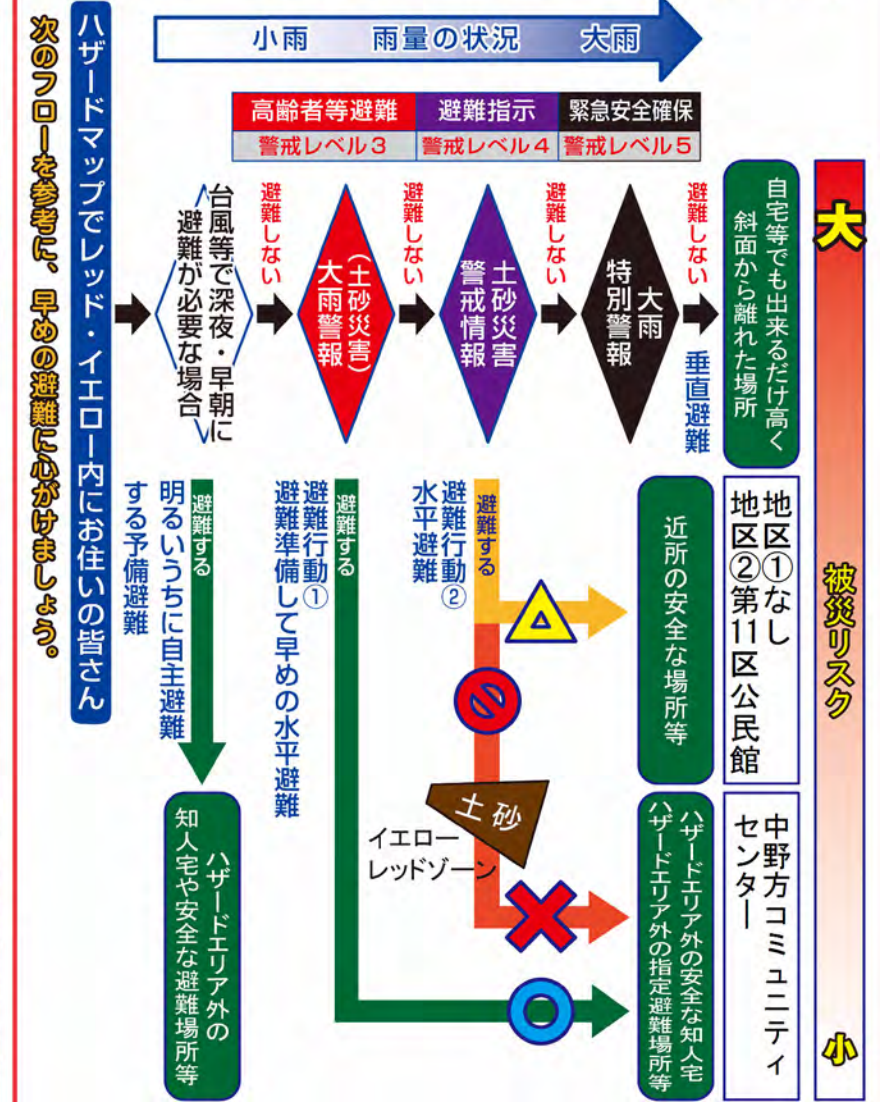 小雨 雨量の状況 大雨
高齢者等避難 避難指示 緊急安全確保
警戒レベル3 警戒レベル4 警戒レベル5
ハザードマップでレッド・イエロー内にお住いの皆さん
次のフローを参考に、早めの避難に心がけましょう。
台風等で深夜・早朝に
避難が必要な場合
避難しない
(土砂災害)
大雨警報
避難しない
土砂災害
警戒情報
避難しない
大雨
特別警報
避難しない
垂直避難
自宅等でも出来るだけ高く
斜面から離れた場所
避難する
明るいうちに自主避難
する予備避難
ハザードエリア外の
知人宅や安全な避難場所等
避難する
避難行動①
避難準備して早めの水平避難
避難する
避難行動②
水平避難
土砂
イエロー
レッドゾーン
近所の安全な場所等
地区①なし
地区②第11区公民館
ハザードエリア外の安全な知人宅
ハザードエリア外の指定避難場所等
中野方コミュニティ
センター
大
被災リスク
小